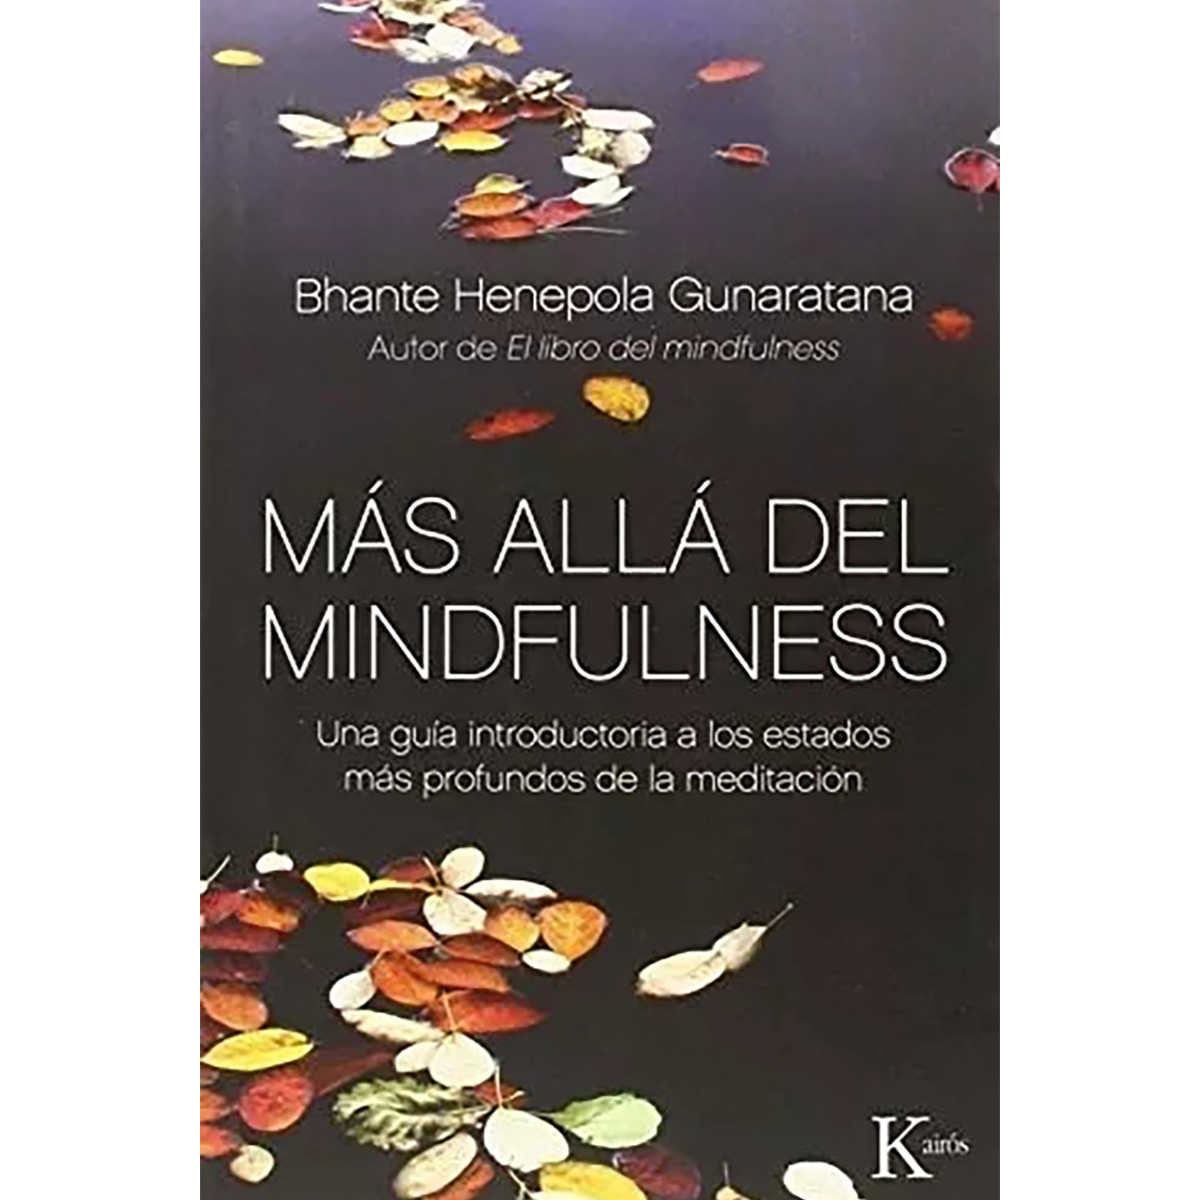 Bhante Henepola Gunaratana
Autor de El libro del mindfulness
MÁS ALLÁ DEL
MINDFULNESS
Una guía introductoria a los estados
más profundos de la meditación
Kairós